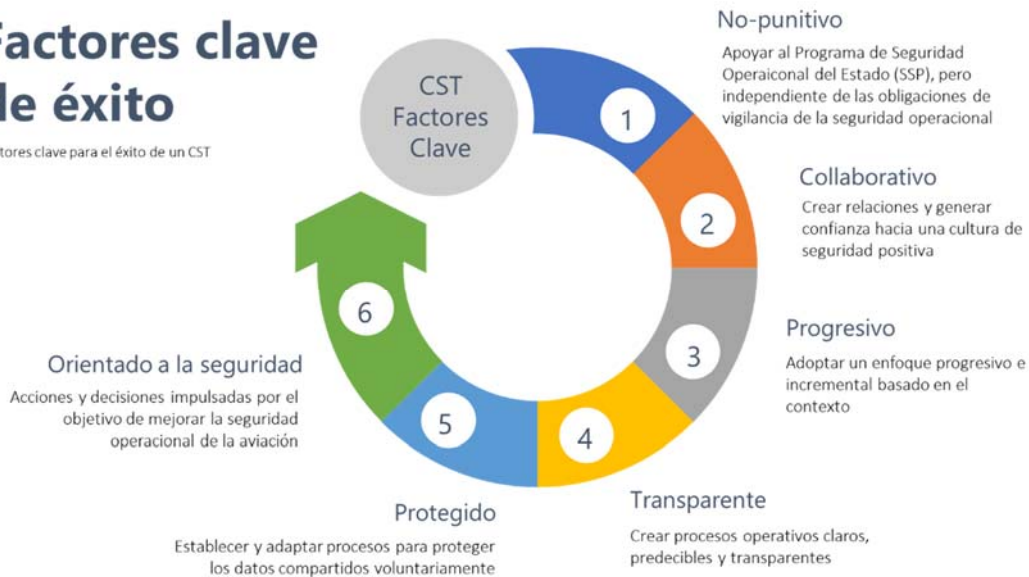 Factores clave
de éxito
tores clave para el éxito de un CST
CST
Factores
Clave
1
No-punitivo
Apoyar al Programa de Seguridad
Operaiconal del Estado (SSP), pero
independiente de las obligaciones de
vigilancia de la seguridad operacional
2
Collaborativo
Crear relaciones y generar
confianza hacia una cultura de
seguridad positiva
3
Progresivo
Adoptar un enfoque progresivo e
incremental basado en el
contexto
4
Transparente
Crear procesos operativos claros,
predecibles y transparentes
5
Protegido
Establecer y adaptar procesos para proteger
los datos compartidos voluntariamente
6
Orientado a la seguridad
Acciones y decisiones impulsadas por el
objetivo de mejorar la seguridad
operacional de la aviación